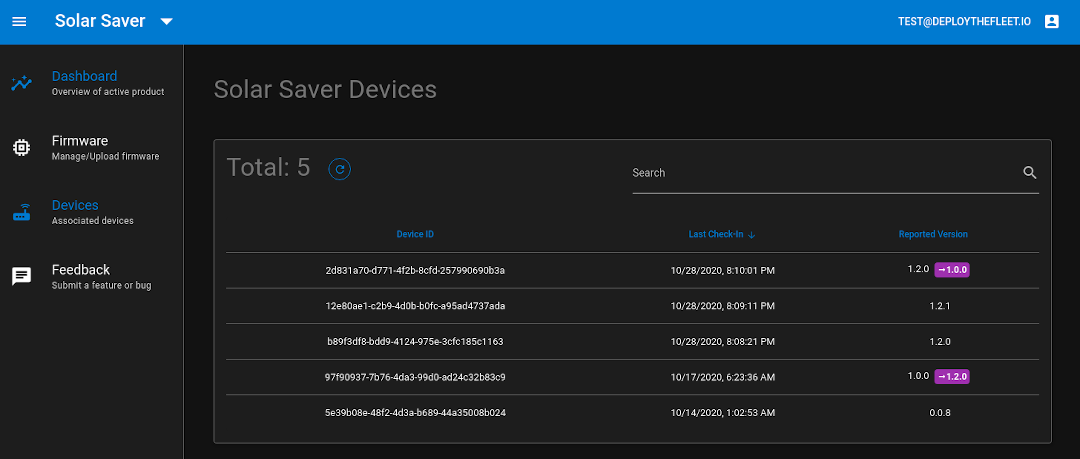 Solar Saver
TEST@DEPLOYTHEFLEET.IO
Dashboard
Overview of active product
Firmware
Manage/Upload firmware
Devices
Associated devices
Feedback
Submit a feature or bug
Solar Saver Devices
Total: 5
Search
Device ID Last Check-In ↓ Reported Version
2d831a70-d771-4f2b-8cfd-257990690b3a 10/28/2020, 8:10:01 PM 1.2.0 →1.0.0
12e80ae1-c2b9-4d0b-b0fc-a95ad4737ada 10/28/2020, 8:09:11 PM 1.2.1
b89f3df8-bdd9-4124-975e-3cfc185c1163 10/28/2020, 8:08:21 PM 1.2.0
97f90937-7b76-4da3-99d0-ad24c32b83c9 10/17/2020, 6:23:36 AM 1.0.0 →1.2.0
5e39b08e-48f2-4d3a-b689-44a35008b024 10/14/2020, 1:02:53 AM 0.0.8